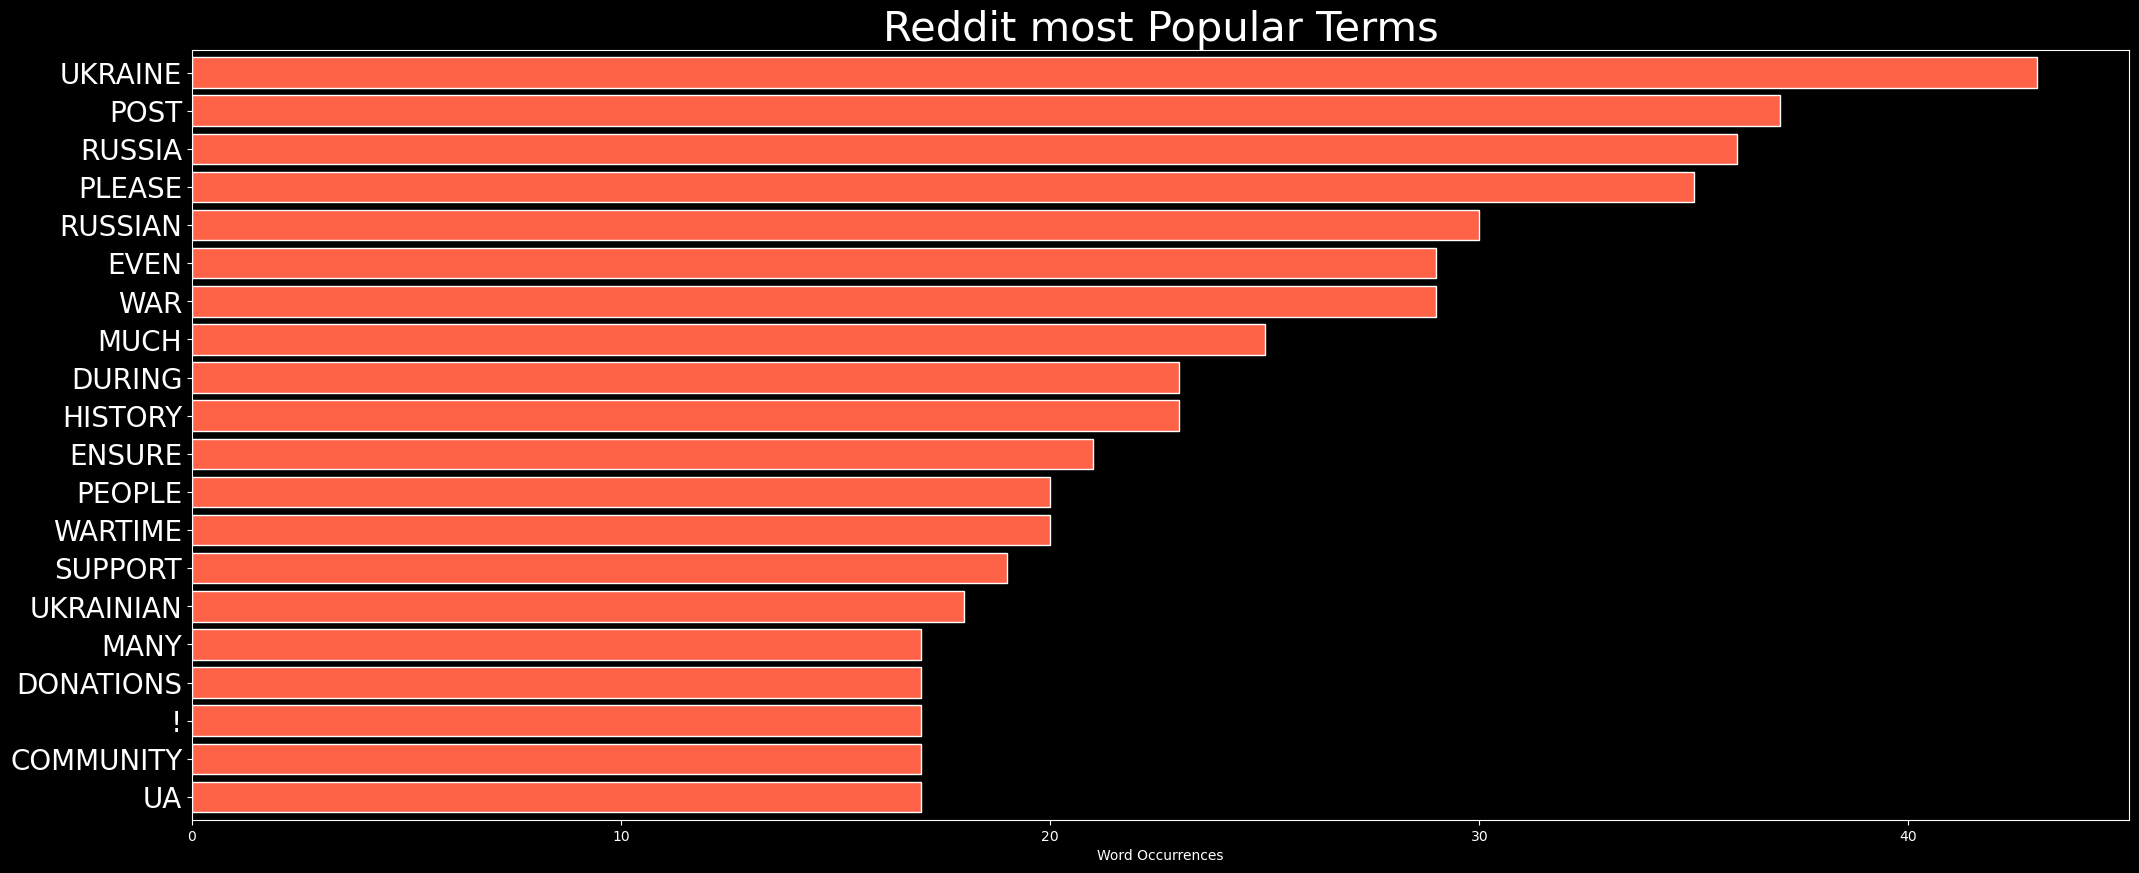 Reddit most Popular Terms
UKRAINE
POST
RUSSIA
PLEASE
RUSSIAN
EVEN
WAR
MUCH
DURING
HISTORY
ENSURE
PEOPLE
WARTIME
SUPPORT
UKRAINIAN
MANY
DONATIONS
!
COMMUNITY
UA
0 10 20 30 40
Word Occurrences